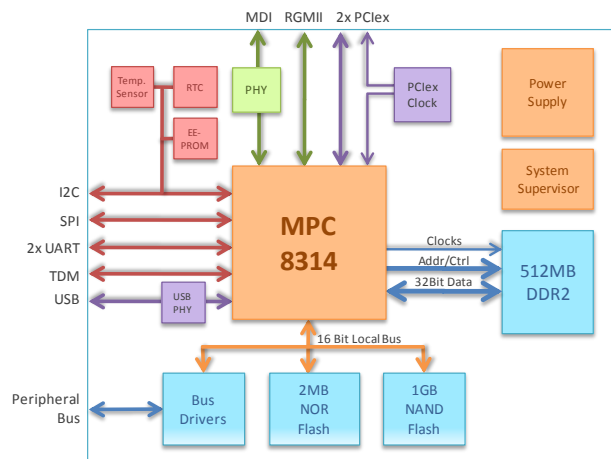 MDI RGMII 2x PCIex
Temp.
Sensor
RTC
PHY
PCIex
Clock
Power
Supply
EE-
PROM
System
Supervisor
I2C
SPI
2x UART
TDM
USB
USB
PHY
MPC
8314
Clocks
Addr/Ctrl
32Bit Data
512MB
DDR2
16 Bit Local Bus
Peripheral
Bus
Bus
Drivers
2MB
NOR
Flash
1GB
NAND
Flash